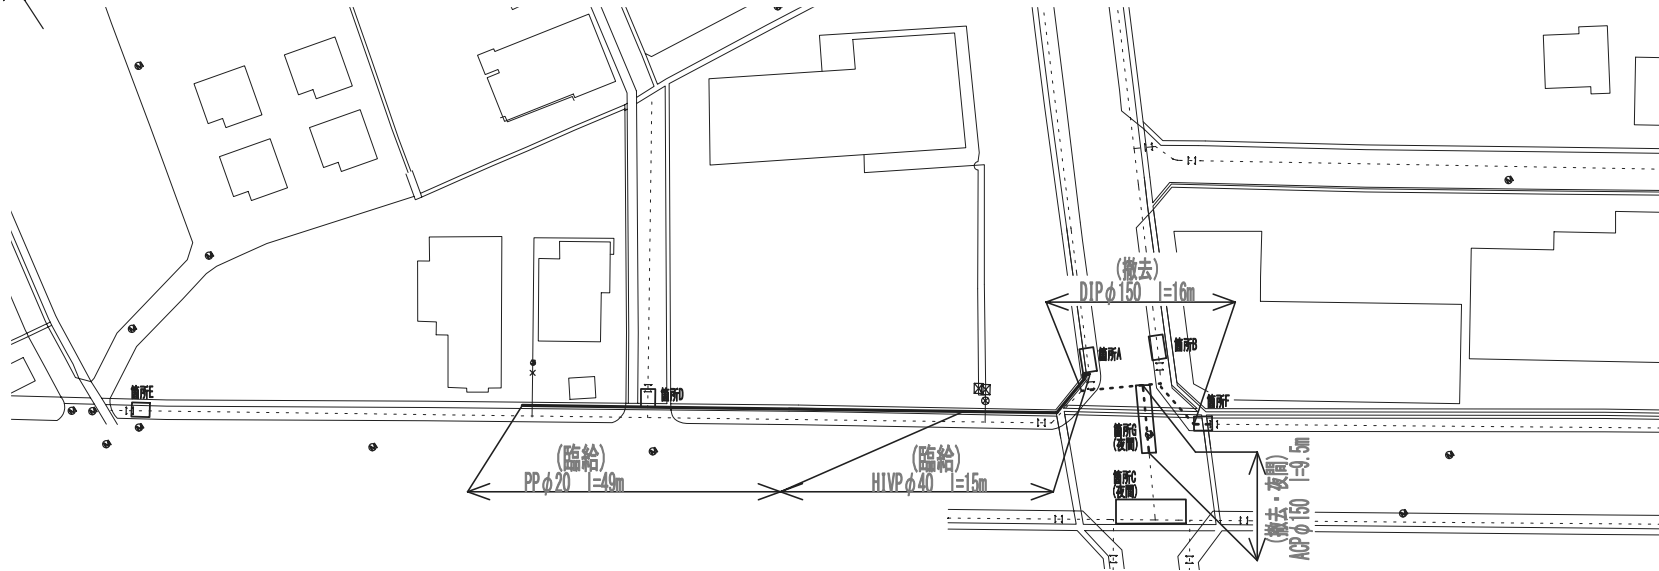 (撤去)
DIPφ150 l=16m
箇所A
箇所B
箇所E
箇所D
箇所F
箇所G
(夜間)
(臨給)
PPφ20 l=49m
(臨給)
HIVPφ40 l=15m
箇所C
(夜間)
(撤去・夜間)
ACPφ150 l=9.5m